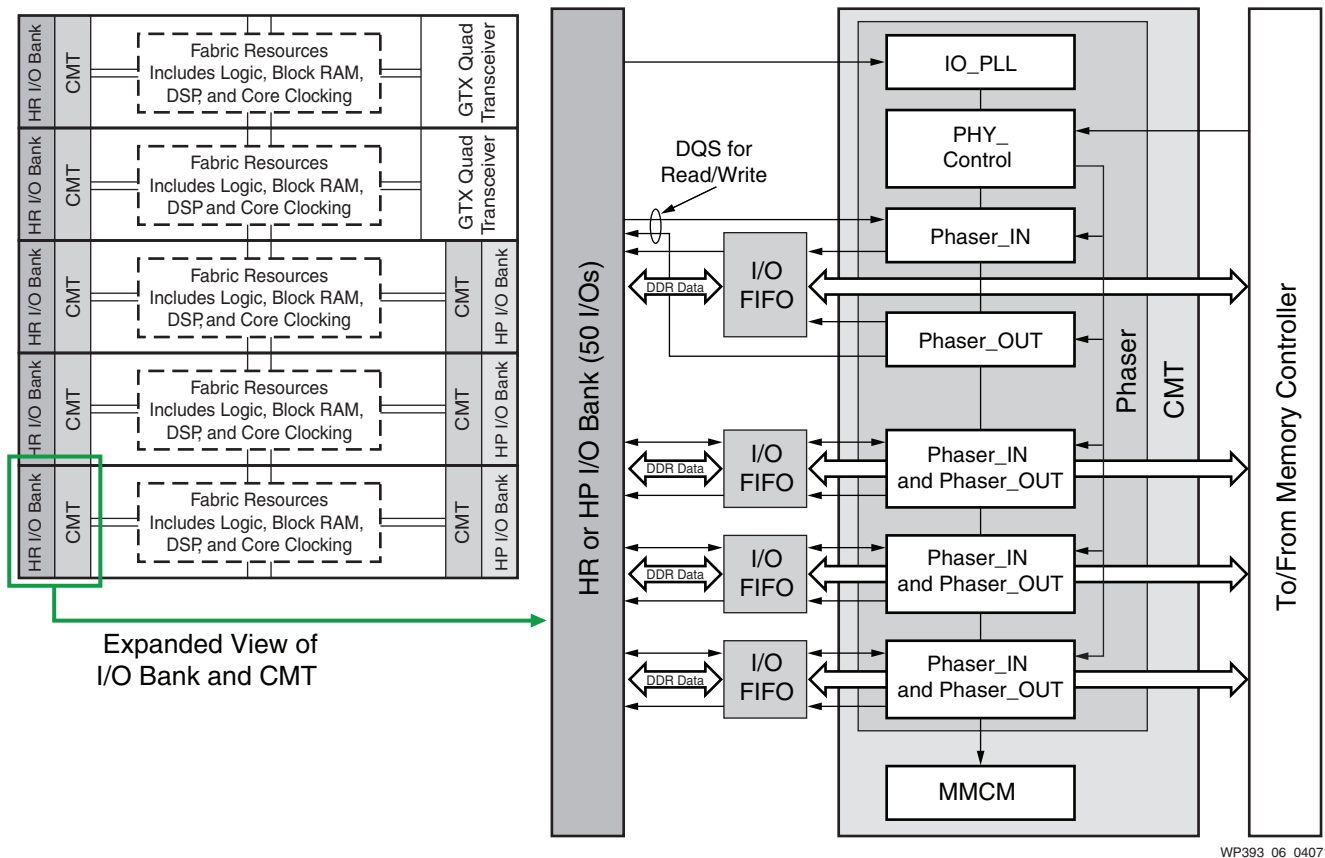 HR I/O Bank
CMT
Fabric Resources
Includes Logic, Block RAM,
DSP, and Core Clocking
GTX Quad
Transceiver
HR I/O Bank
CMT
Fabric Resources
Includes Logic, Block RAM,
DSP and Core Clocking
GTX Quad
Transceiver
HR I/O Bank
CMT
Fabric Resources
Includes Logic, Block RAM,
DSP, and Core Clocking
CMT
HP I/O Bank
HR I/O Bank
CMT
Fabric Resources
Includes Logic, Block RAM,
DSP, and Core Clocking
CMT
HP I/O Bank
HR I/O Bank
CMT
Fabric Resources
Includes Logic, Block RAM,
DSP, and Core Clocking
CMT
HP I/O Bank
Expanded View of
I/O Bank and CMT
HR or HP I/O Bank (50 I/Os)
DQS for
Read/Write
DDR Data
I/O
FIFO
DDR Data
I/O
FIFO
DDR Data
I/O
FIFO
DDR Data
I/O
FIFO
IO_PLL
PHY_
Control
Phaser_IN
Phaser_OUT
Phaser_IN
and Phaser_OUT
Phaser_IN
and Phaser_OUT
Phaser_IN
and Phaser_OUT
MMCM
Phaser
CMT
To/From Memory Controller
WP393_06_0407